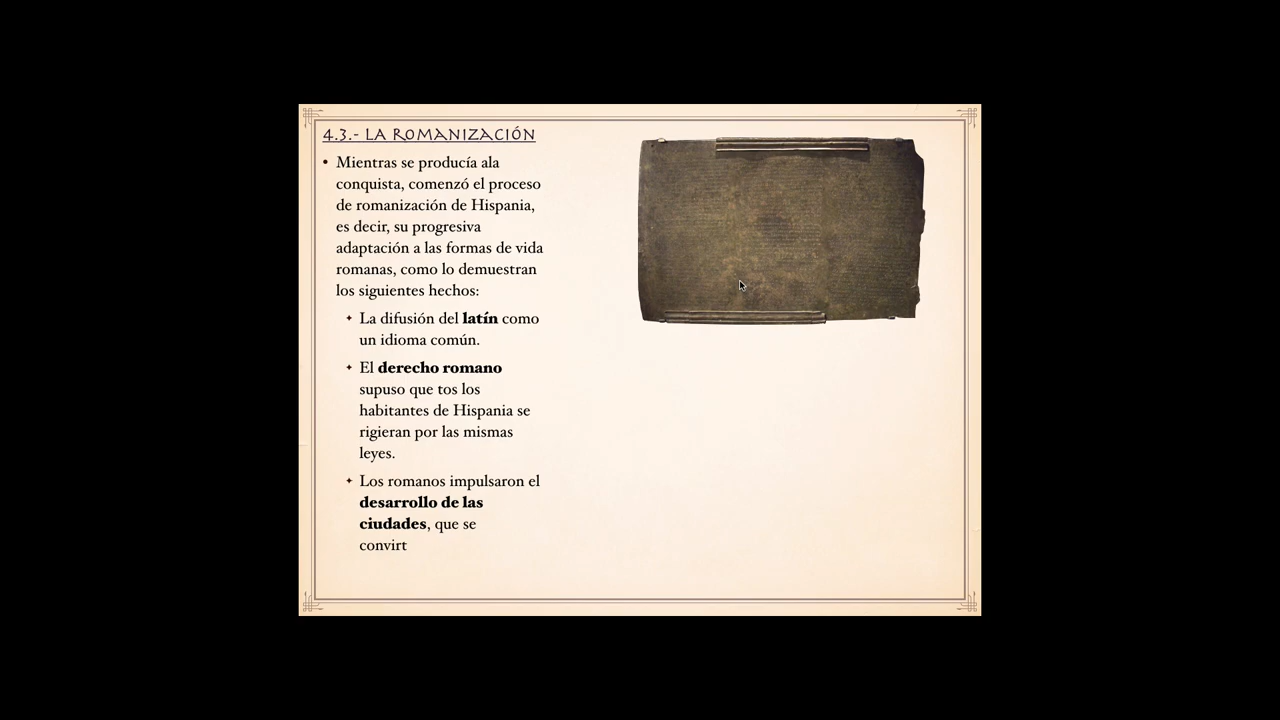 4.3.- LA ROMANIZACIÓN
• Mientras se producía ala
conquista, comenzó el proceso
de romanización de Hispania,
es decir, su progresiva
adaptación a las formas de vida
romanas, como lo demuestran
los siguientes hechos:
✦ La difusión del latín como
un idioma común.
✦ El derecho romano
supuso que tos los
habitantes de Hispania se
rigieran por las mismas
leyes.
✦ Los romanos impulsaron el
desarrollo de las
ciudades, que se
convirt